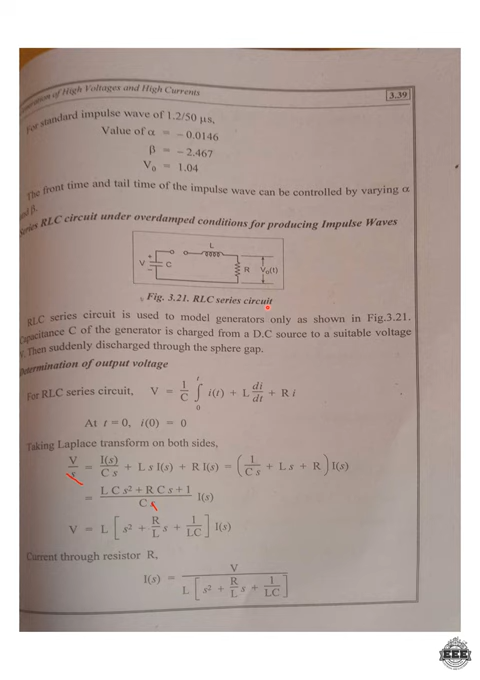 Generation of High Voltages and High Currents
3.39
For standard impulse wave of 1.2/50 μs,
Value of α = − 0.0146
β = − 2.467
V₀ = 1.04
The front time and tail time of the impulse wave can be controlled by varying α
and β.
Series RLC circuit under overdamped conditions for producing Impulse Waves
L
V + − C R V₀(t)
Fig. 3.21. RLC series circuit
RLC series circuit is used to model generators only as shown in Fig.3.21.
Capacitance C of the generator is charged from a D.C source to a suitable voltage
V. Then suddenly discharged through the sphere gap.
Determination of output voltage
For RLC series circuit, V = 1/C ∫₀ᵗ i(t) + L di/dt + R i
At t = 0, i(0) = 0
Taking Laplace transform on both sides,
V/s = I(s)/C s + L s I(s) + R I(s) = (1/Cs + Ls + R) I(s)
= L C s² + R C s + 1 / C s I(s)
V = L [ s² + R/L s + 1/LC ] I(s)
Current through resistor R,
I(s) = V / L [ s² + R/L s + 1/LC ]
EEE